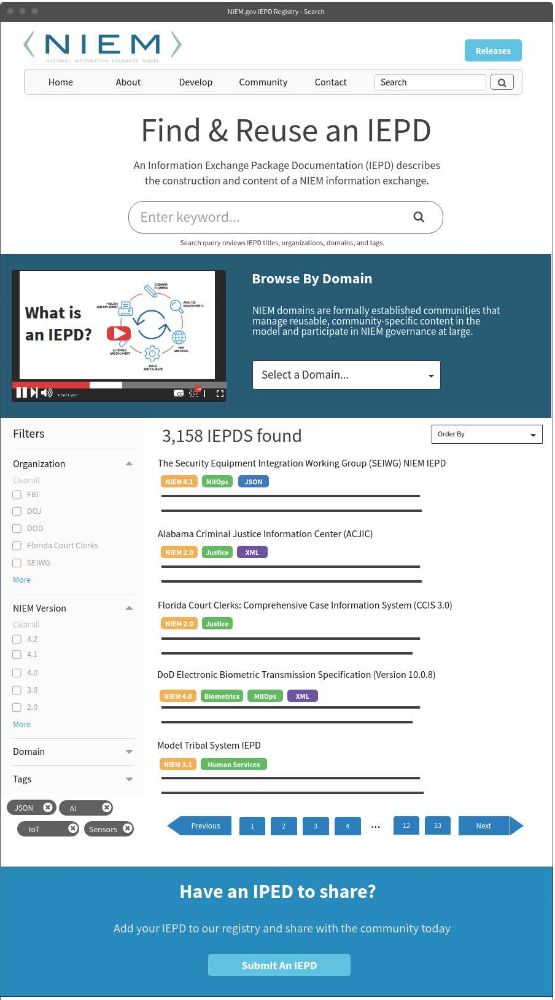 NIEM.gov IEPD Registry - Search
NIEM
NATIONAL INFORMATION EXCHANGE MODEL
Releases
Home About Develop Community Contact Search
Find & Reuse an IEPD
An Information Exchange Package Documentation (IEPD) describes
the construction and content of a NIEM information exchange.
Enter keyword...
Search query reviews IEPD titles, organizations, domains, and tags.
What is
an IEPD?
SCENARIO
PLANNING
ANALYZE
REQUIREMENTS
MAP
AND MODEL
BUILD
AND VALIDATE
ASSEMBLE
AND DOCUMENT
PUBLISH
AND IMPLEMENT
CC
Browse By Domain
NIEM domains are formally established communities that
manage reusable, community-specific content in the
model and participate in NIEM governance at large.
Select a Domain...
Filters
Organization
Clear all
FBI
DOJ
DOD
Florida Court Clerks
SEIWG
More
NIEM Version
Clear all
4.2
4.1
4.0
3.0
2.0
More
Domain
Tags
JSON AI
IoT Sensors
3,158 IEPDS found
Order By
The Security Equipment Integration Working Group (SEIWG) NIEM IEPD
NIEM 4.1 MilOps JSON
Alabama Criminal Justice Information Center (ACJIC)
NIEM 2.0 Justice XML
Florida Court Clerks: Comprehensive Case Information System (CCIS 3.0)
NIEM 2.0 Justice
DoD Electronic Biometric Transmission Specification (Version 10.0.8)
NIEM 4.0 Biometrics MilOps XML
Model Tribal System IEPD
NIEM 3.1 Human Services
Previous 1 2 3 4 ... 12 13 Next
Have an IPED to share?
Add your IEPD to our registry and share with the community today
Submit An IEPD